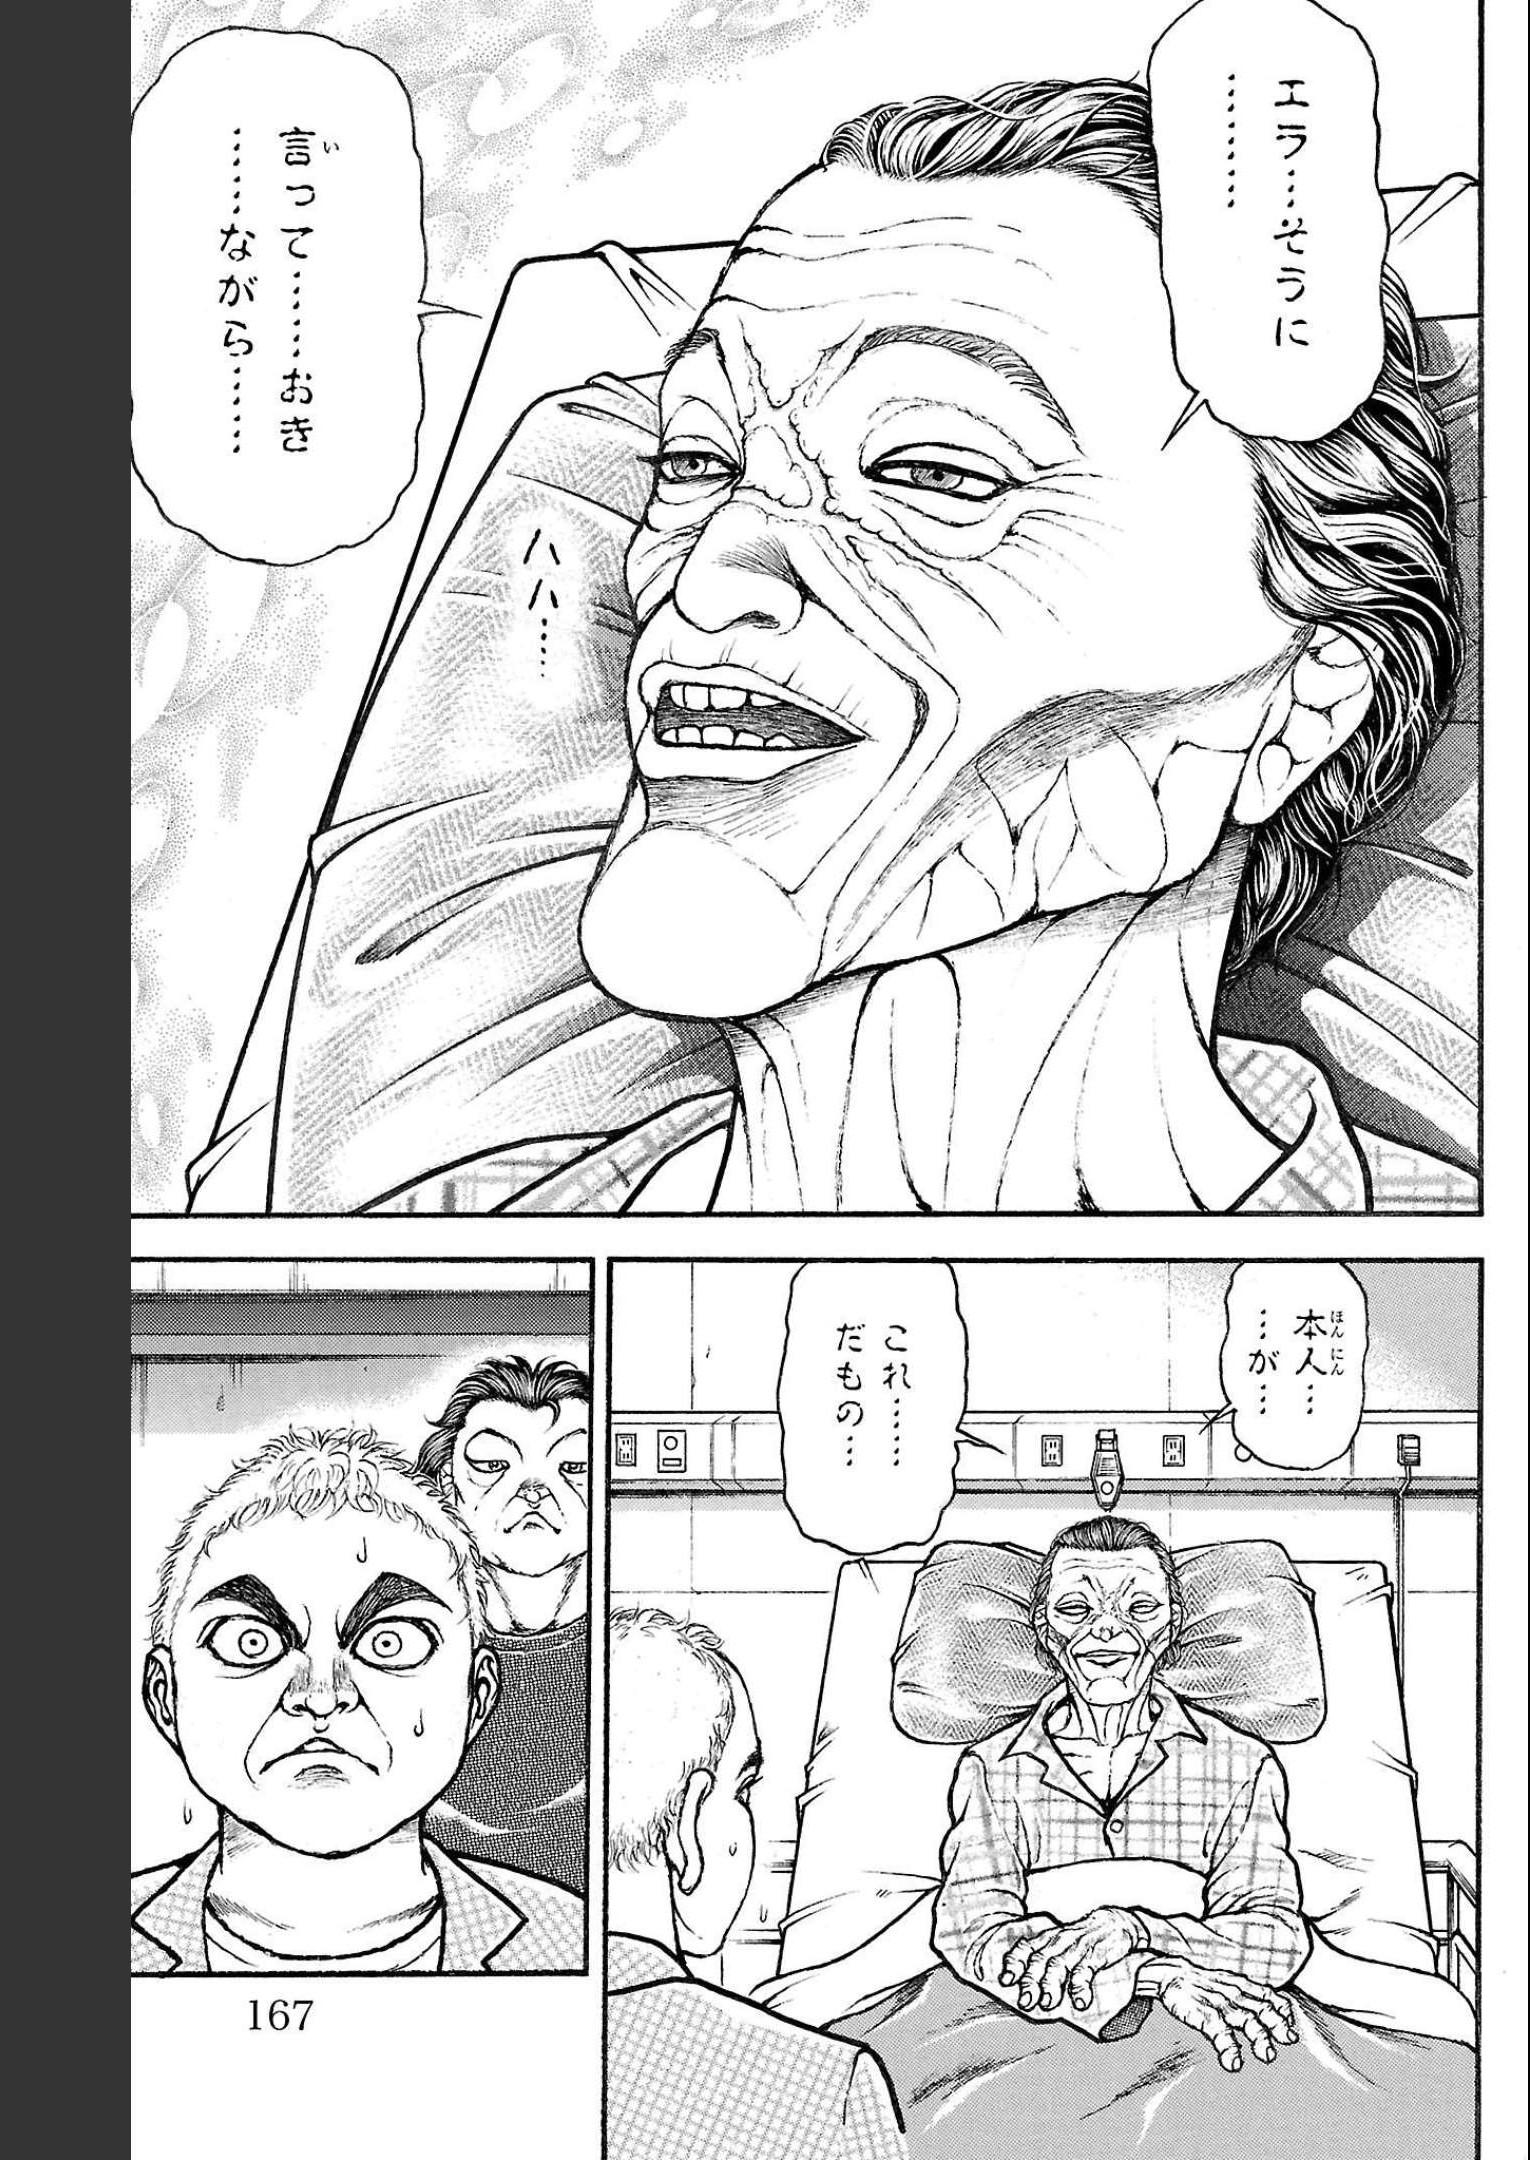 エラ…そうに
………
言って……おき
……ながら……
ハハ…
本人…
…が…
これ……
だもの…
167